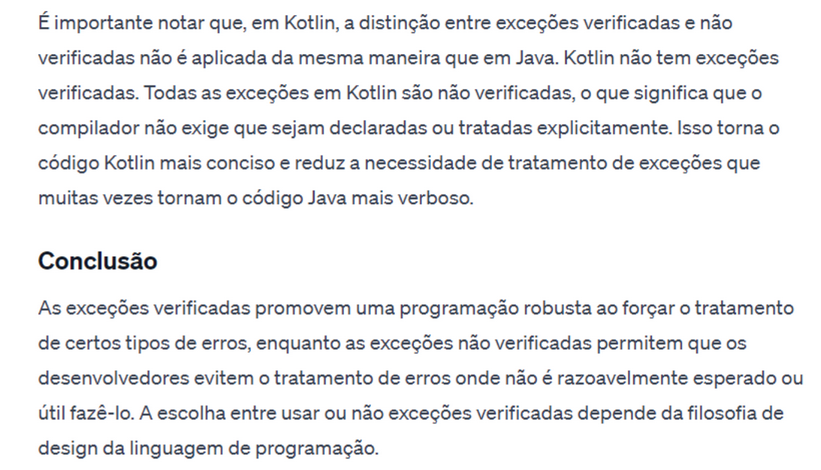 É importante notar que, em Kotlin, a distinção entre exceções verificadas e não
verificadas não é aplicada da mesma maneira que em Java. Kotlin não tem exceções
verificadas. Todas as exceções em Kotlin são não verificadas, o que significa que o
compilador não exige que sejam declaradas ou tratadas explicitamente. Isso torna o
código Kotlin mais conciso e reduz a necessidade de tratamento de exceções que
muitas vezes tornam o código Java mais verboso.
Conclusão
As exceções verificadas promovem uma programação robusta ao forçar o tratamento
de certos tipos de erros, enquanto as exceções não verificadas permitem que os
desenvolvedores evitem o tratamento de erros onde não é razoavelmente esperado ou
útil fazê-lo. A escolha entre usar ou não exceções verificadas depende da filosofia de
design da linguagem de programação.